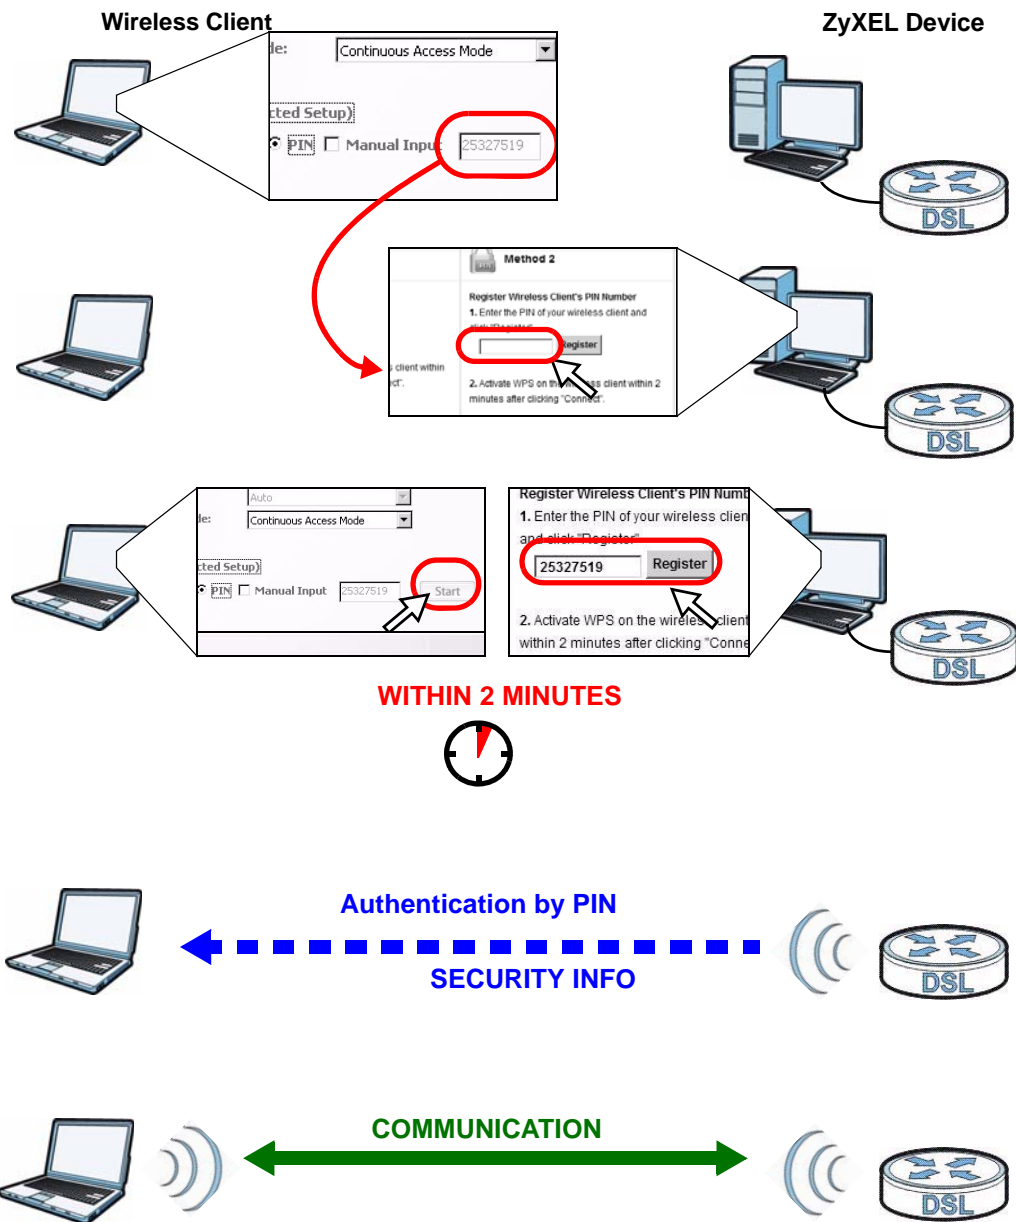 Wireless Client
ZyXEL Device
de:
Continuous Access Mode
cted Setup)
PIN
Manual Input
25327519
DSL
PIN
Method 2
Register Wireless Client's PIN Number
1. Enter the PIN of your wireless client and
click "Register"
Register
s client within
ect".
2. Activate WPS on the wireless client within 2
minutes after clicking "Connect".
DSL
Auto
de:
Continuous Access Mode
cted Setup)
PIN
Manual Input
25327519
Start
Register Wireless Client's PIN Numb
1. Enter the PIN of your wireless clien
and click "Register"
25327519
Register
2. Activate WPS on the wireless client
within 2 minutes after clicking "Conne
DSL
WITHIN 2 MINUTES
Authentication by PIN
SECURITY INFO
DSL
COMMUNICATION
DSL